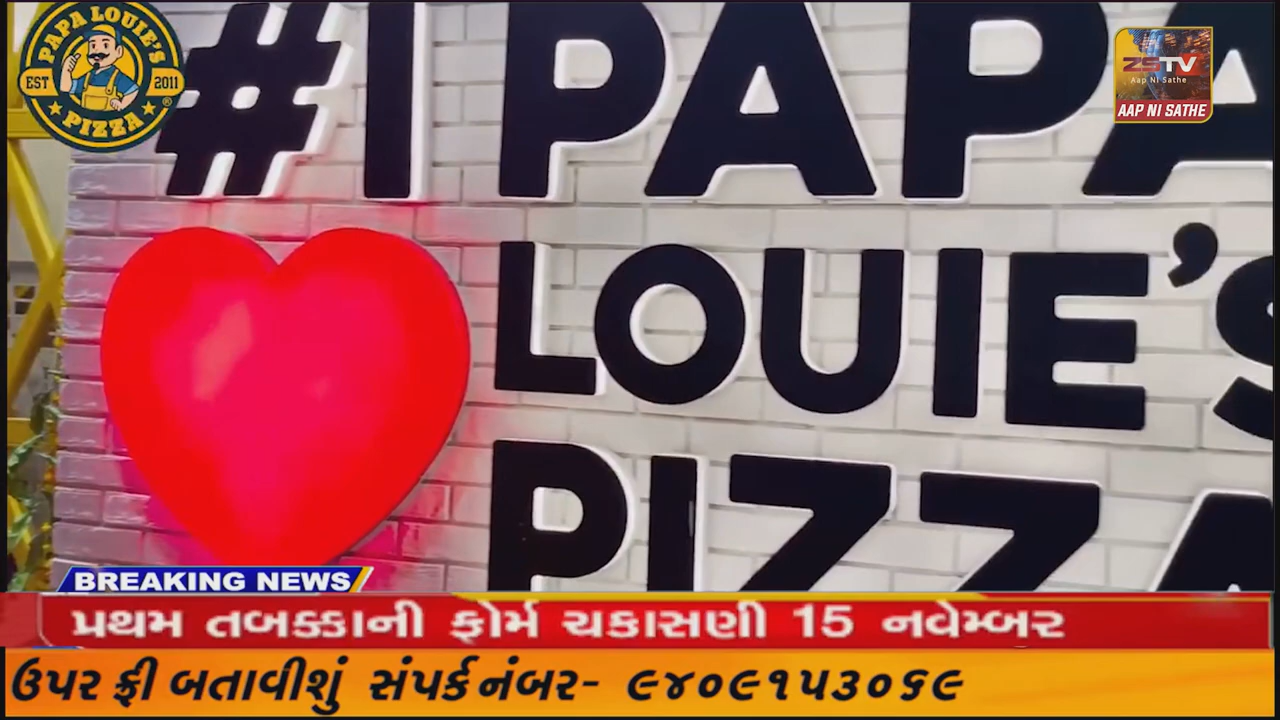 PAPA LOUIE'S
EST 2011
PIZZA
®
#I PAPA
LOUIE'S
PIZZA
ZSTV
Aap Ni Sathe
AAP NI SATHE
BREAKING NEWS
પ્રથમ તબક્કાની ફોર્મ ચકાસણી 15 નવેમ્બર
ઉપર ફ્રી બતાવીશું સંપર્ક નંબર- ૯૪૦૯૧૫૩૦૬૯